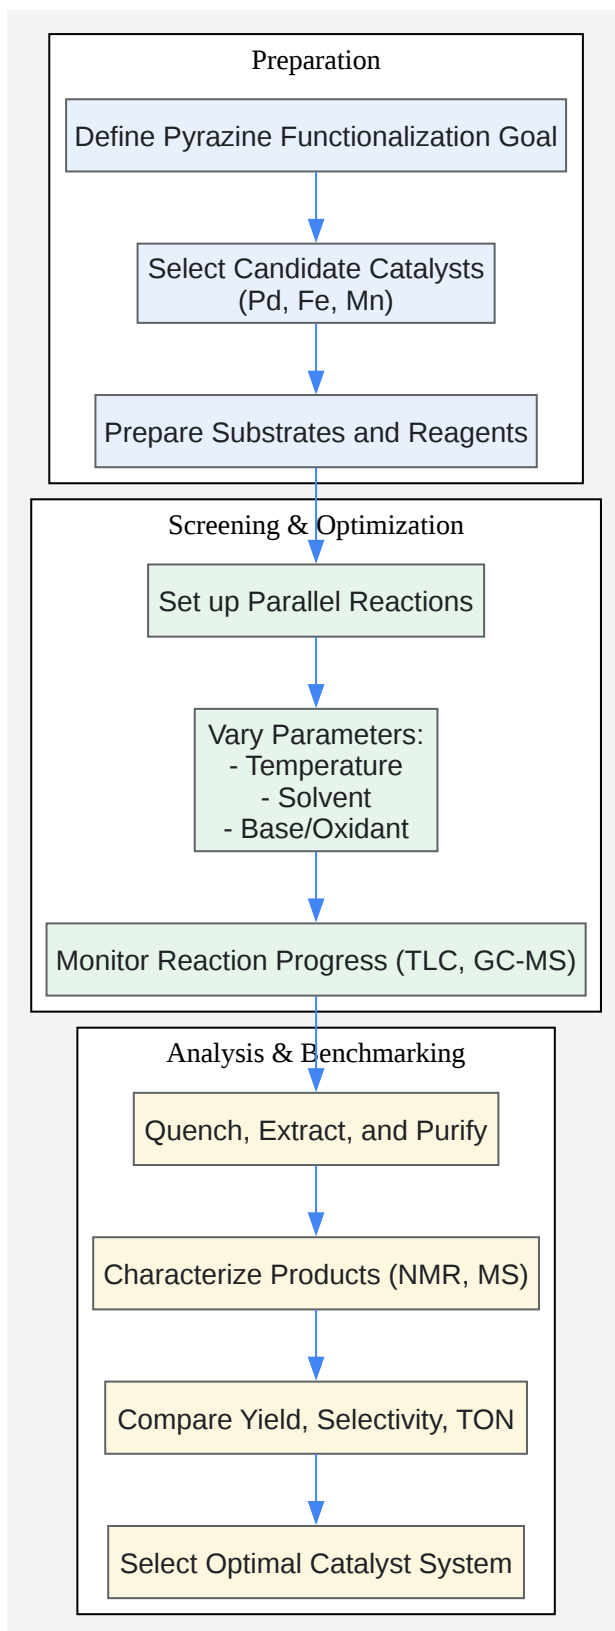 Preparation
Define Pyrazine Functionalization Goal
Select Candidate Catalysts
(Pd, Fe, Mn)
Prepare Substrates and Reagents
Screening & Optimization
Set up Parallel Reactions
Vary Parameters:
- Temperature
- Solvent
- Base/Oxidant
Monitor Reaction Progress (TLC, GC-MS)
Analysis & Benchmarking
Quench, Extract, and Purify
Characterize Products (NMR, MS)
Compare Yield, Selectivity, TON
Select Optimal Catalyst System